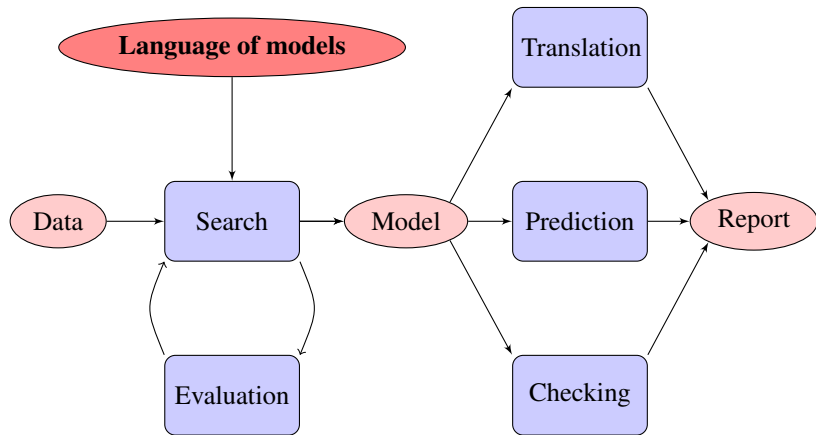 Language of models
Translation
Data
Search
Model
Prediction
Report
Evaluation
Checking